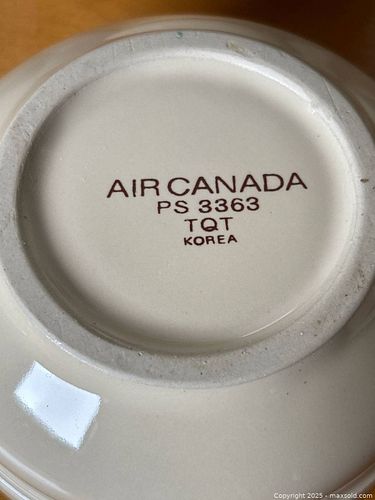 AIR CANADA
PS 3363
TQT
KOREA
Copyright 2025 - maxsold.com